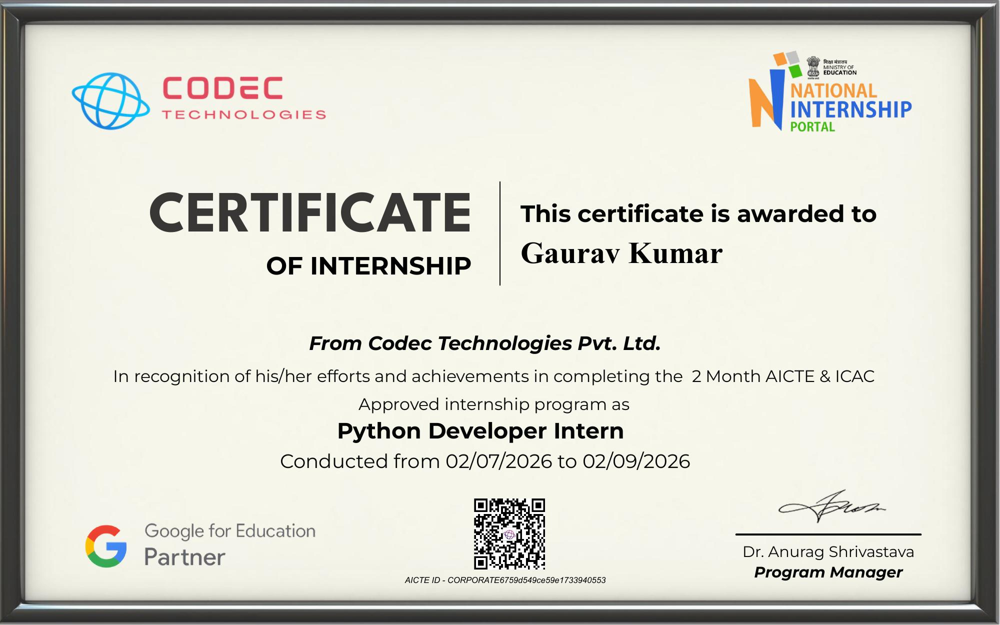 CODEC
TECHNOLOGIES
शिक्षा मंत्रालय
MINISTRY OF
EDUCATION
NATIONAL
INTERNSHIP
PORTAL
CERTIFICATE
OF INTERNSHIP
This certificate is awarded to
Gaurav Kumar
From Codec Technologies Pvt. Ltd.
In recognition of his/her efforts and achievements in completing the  2 Month AICTE & ICAC
Approved internship program as
Python Developer Intern
Conducted from 02/07/2026 to 02/09/2026
Google for Education
Partner
AICTE ID - CORPORATE6759d549ce59e1733940553
Dr. Anurag Shrivastava
Program Manager